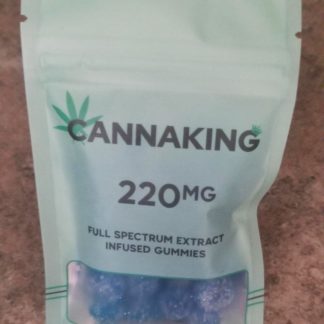 CANNAKING
220MG
FULL SPECTRUM EXTRACT
INFUSED GUMMIES